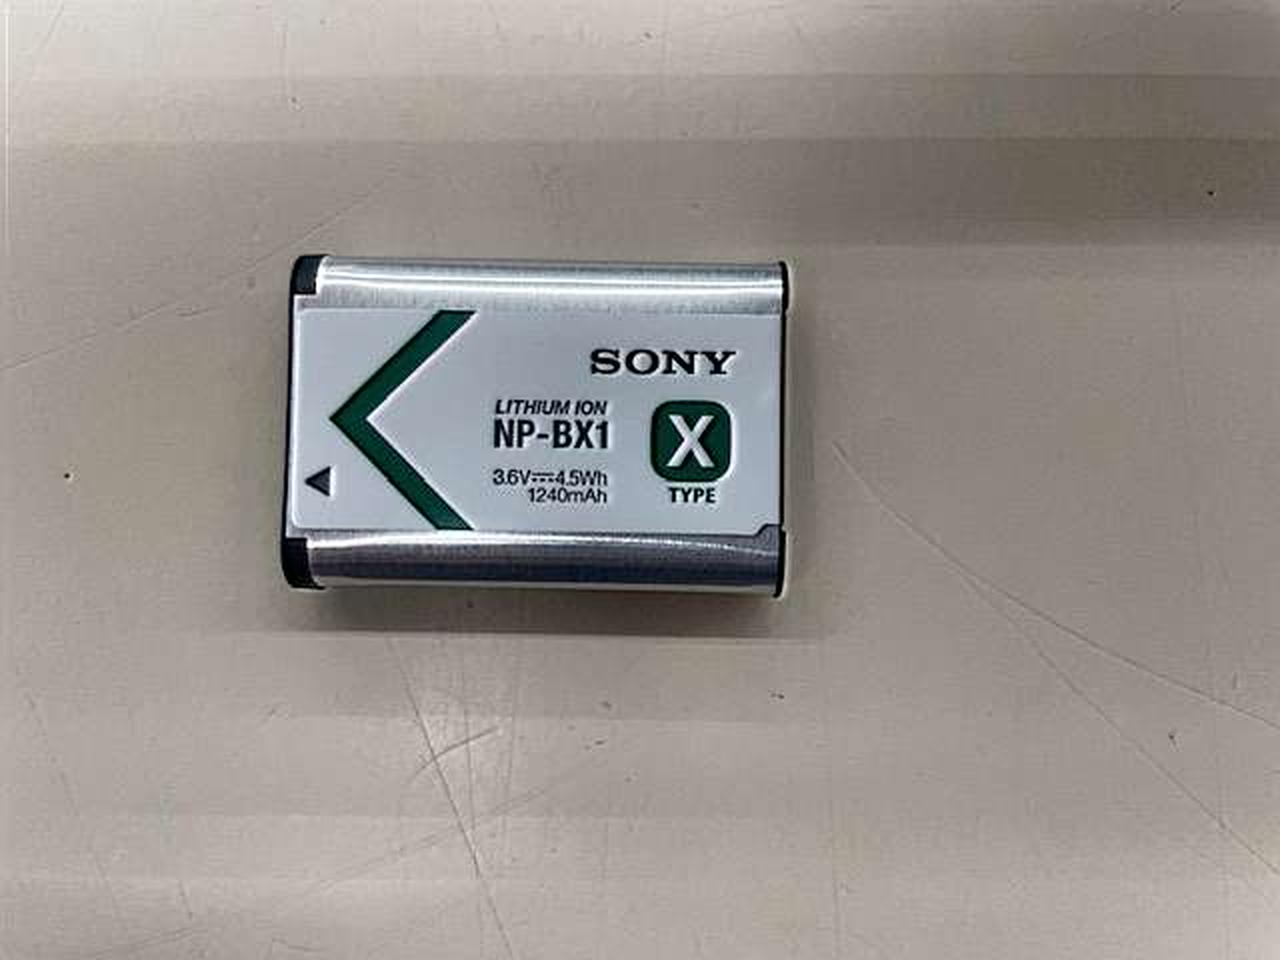 SONY
LITHIUM ION
NP-BX1
3.6V⎓4.5Wh
1240mAh
X
TYPE